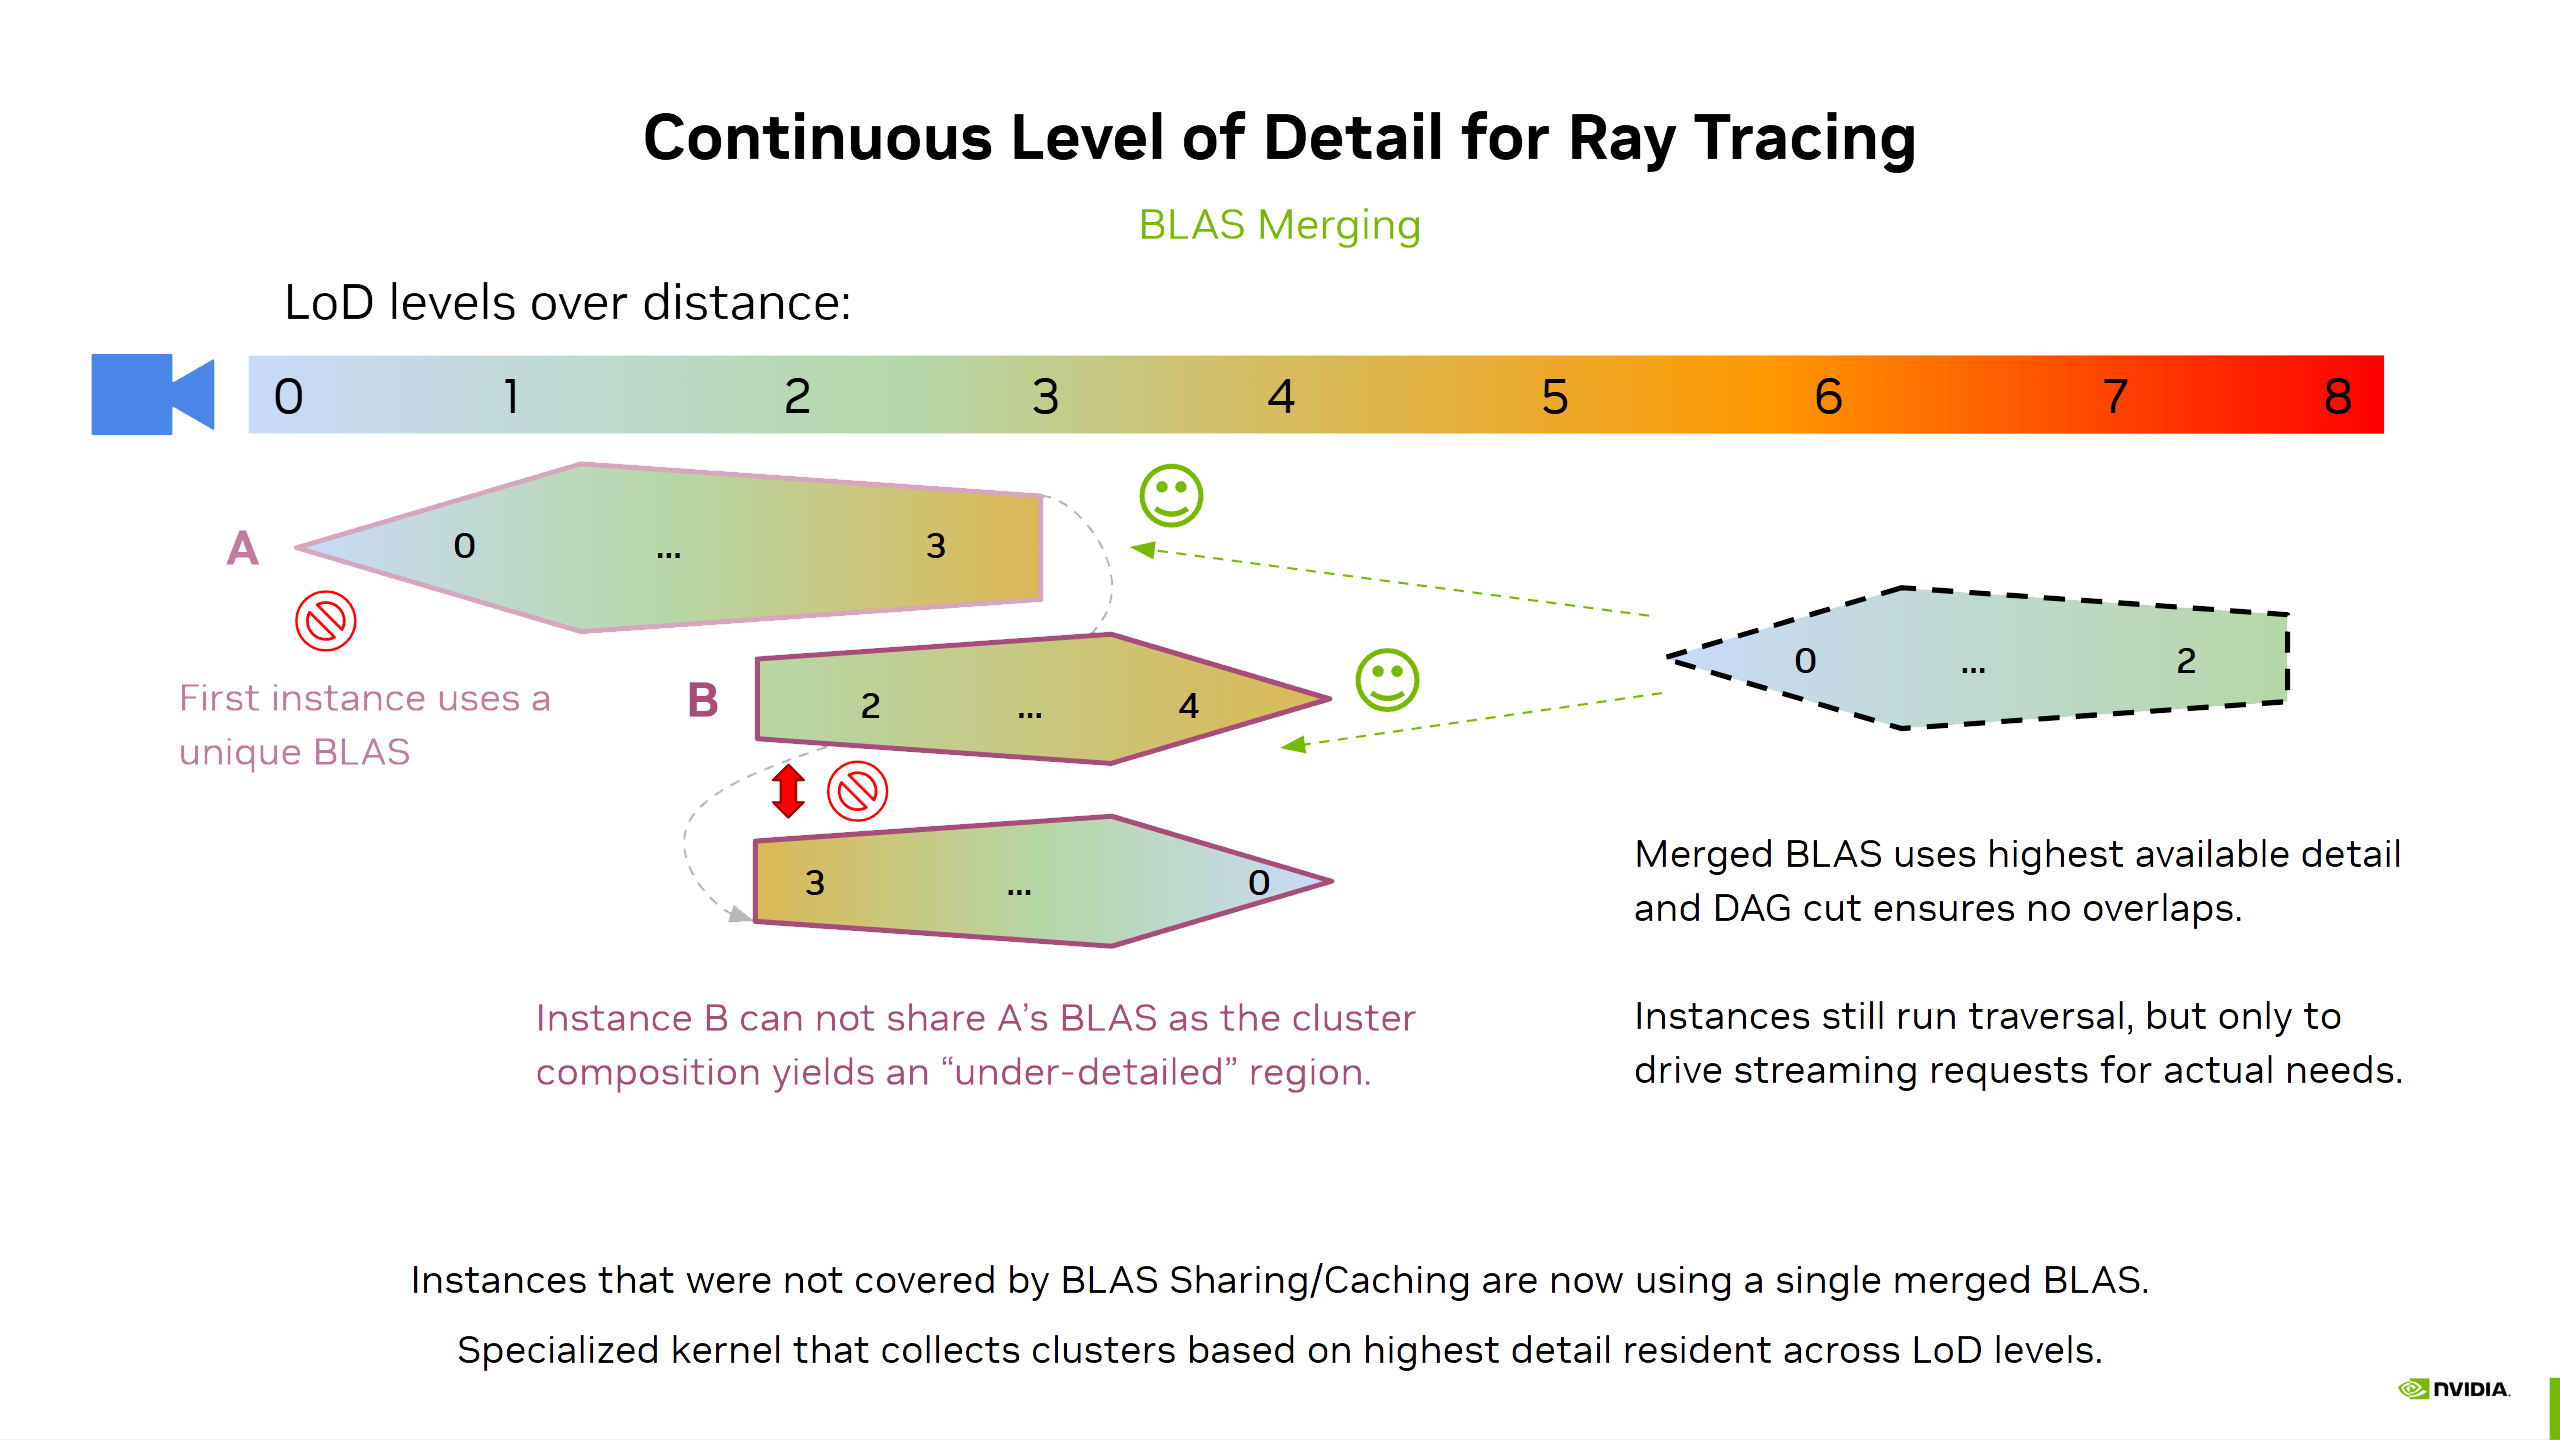 Continuous Level of Detail for Ray Tracing
BLAS Merging
LoD levels over distance:
0 1 2 3 4 5 6 7 8
A
0 ... 3
First instance uses a
unique BLAS
B
2 ... 4
3 ... 0
Instance B can not share A’s BLAS as the cluster
composition yields an “under-detailed” region.
0 ... 2
Merged BLAS uses highest available detail
and DAG cut ensures no overlaps.
Instances still run traversal, but only to
drive streaming requests for actual needs.
Instances that were not covered by BLAS Sharing/Caching are now using a single merged BLAS.
Specialized kernel that collects clusters based on highest detail resident across LoD levels.
NVIDIA.